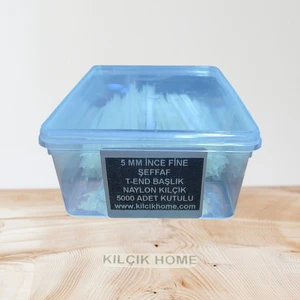 5 MM İNCE FİNE
ŞEFFAF
T-END BAŞLIK
NAYLON KILÇIK
5000 ADET KUTULU
www.kilcikhome.com
KILÇIK HOME